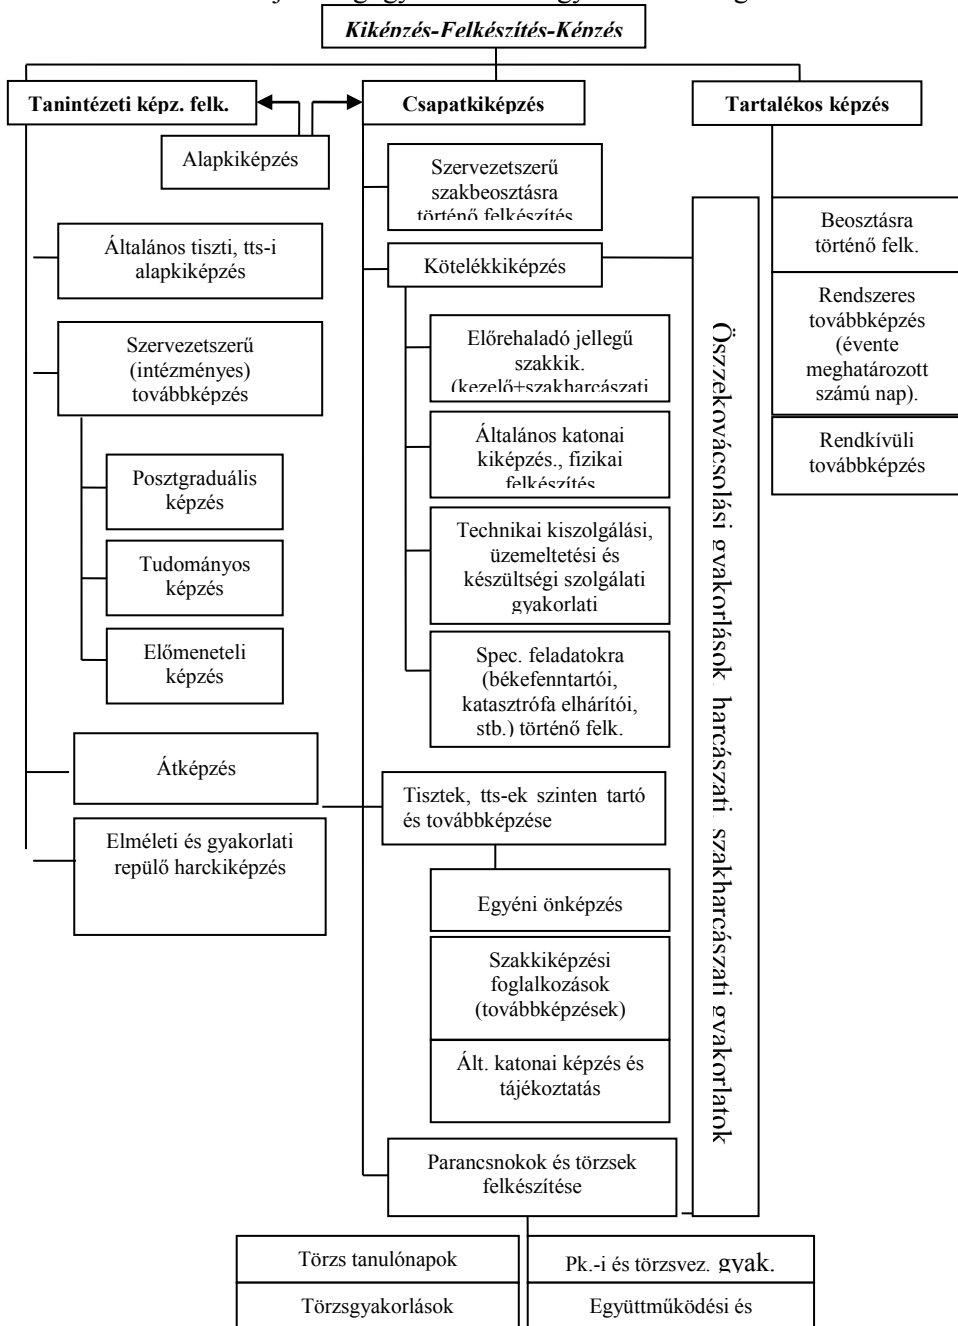 Kiképzés-Felkészítés-Képzés
Tanintézeti képz. felk.
Csapatkiképzés
Tartalékos képzés
Alapkiképzés
Szervezetszerű
szakbeosztásra
történő felkészítés
Beosztásra
történő felk.
Általános tiszti, tts-i
alapkiképzés
Kötelékkiképzés
Rendszeres
továbbképzés
(évente
meghatározott
számú nap).
Szervezetszerű
(intézményes)
továbbképzés
Előrehaladó jellegű
szakkik.
(kezelő+szakharcászati
Általános katonai
kiképzés., fizikai
felkészítés
Rendkívüli
továbbképzés
Posztgraduális
képzés
Technikai kiszolgálási,
üzemeltetési és
készültségi szolgálati
gyakorlati
Tudományos
képzés
Előmeneteli
képzés
Spec. feladatokra
(békefenntartói,
katasztrófa elhárítói,
stb.) történő felk.
Átképzés
Tisztek, tts-ek szinten tartó
és továbbképzése
Elméleti és gyakorlati
repülő harckiképzés
Egyéni önképzés
Szakkiképzési
foglalkozások
(továbbképzések)
Ált. katonai képzés és
tájékoztatás
Parancsnokok és törzsek
felkészítése
Öszzekovácsolási gyakorlások, harcászati, szakharcászati gyakorlatok
Törzs tanulónapok
Pk.-i és törzsvez. gyak.
Törzsgyakorlások
Együttműködési és